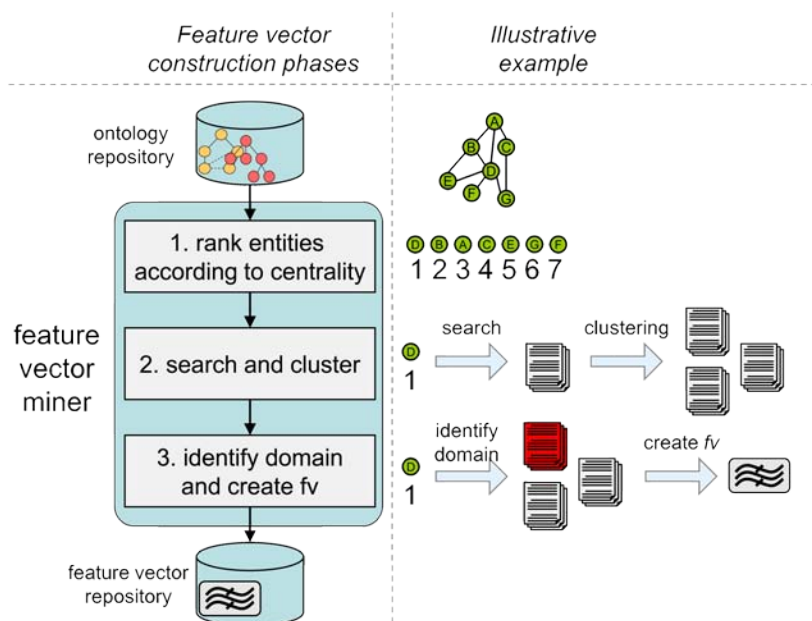 Feature vector
construction phases
Illustrative
example
ontology
repository
A
B
C
D
E
F
G
feature
vector
miner
1. rank entities
according to centrality
D B A C E G F
1 2 3 4 5 6 7
2. search and cluster
D
1
search
clustering
3. identify domain
and create fv
D
1
identify
domain
create fv
feature vector
repository